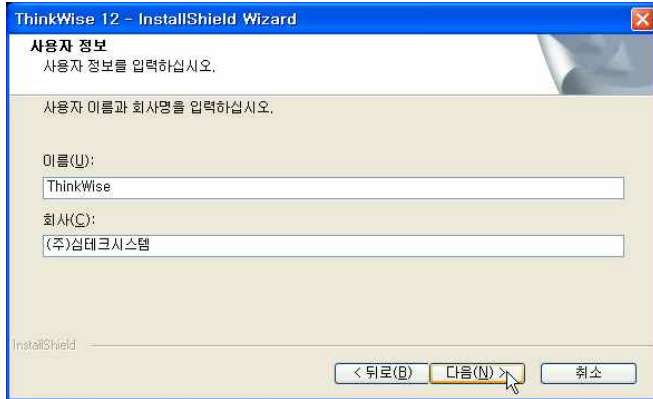 ThinkWise 12 - InstallShield Wizard
사용자 정보
사용자 정보를 입력하십시오.
사용자 이름과 회사명을 입력하십시오.
이름(U):
ThinkWise
회사(C):
(주)심테크시스템
InstallShield
< 뒤로(B) 다음(N) > 취소